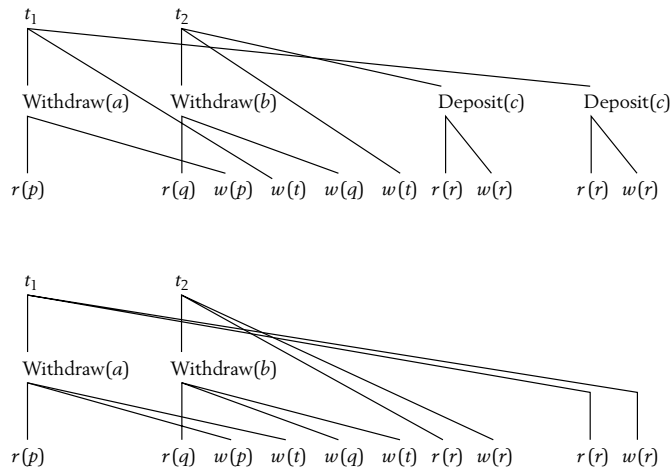 t₁ t₂
Withdraw(a) Withdraw(b) Deposit(c) Deposit(c)
r(p) r(q) w(p) w(t) w(q) w(t) r(r) w(r) r(r) w(r)
t₁ t₂
Withdraw(a) Withdraw(b)
r(p) r(q) w(p) w(t) w(q) w(t) r(r) w(r) r(r) w(r)